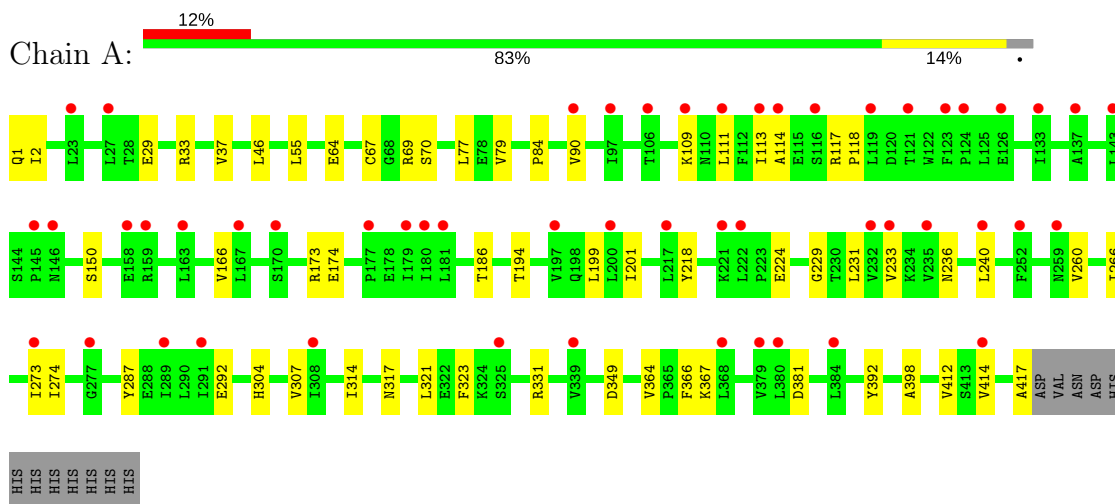 12%
Chain A:
83% 14% •
Q1 I2 L23 L27 T28 E29 R33 V37 L46 L55 E64 C67 G68 R69 S70 L77 E78 V79 P84 V90 I97 T106 K109 N110 L111 F112 I113 A114 E115 S116 R117 P118 L119 D120 T121 W122 F123 P124 L125 E126 I133 A137
S144 P145 N146 S150 E158 R159 L163 V166 L167 S170 R173 E174 P177 E178 I179 I180 L181 T186 T194 V197 Q198 L199 L200 I201 L217 Y218 K221 L222 P223 E224 G229 T230 L231 V232 V233 K234 V235 N236 L240 F252 N259 V260
I273 I274 G277 Y287 E288 I289 L290 I291 E292 H304 V307 I308 I314 N317 L321 E322 F323 K324 S325 R331 V339 D349 V364 P365 F366 K367 L368 V379 L380 D381 L384 Y392 A398 V412 S413 V414 A417 ASP VAL ASN ASP HIS
HIS HIS HIS HIS HIS HIS HIS